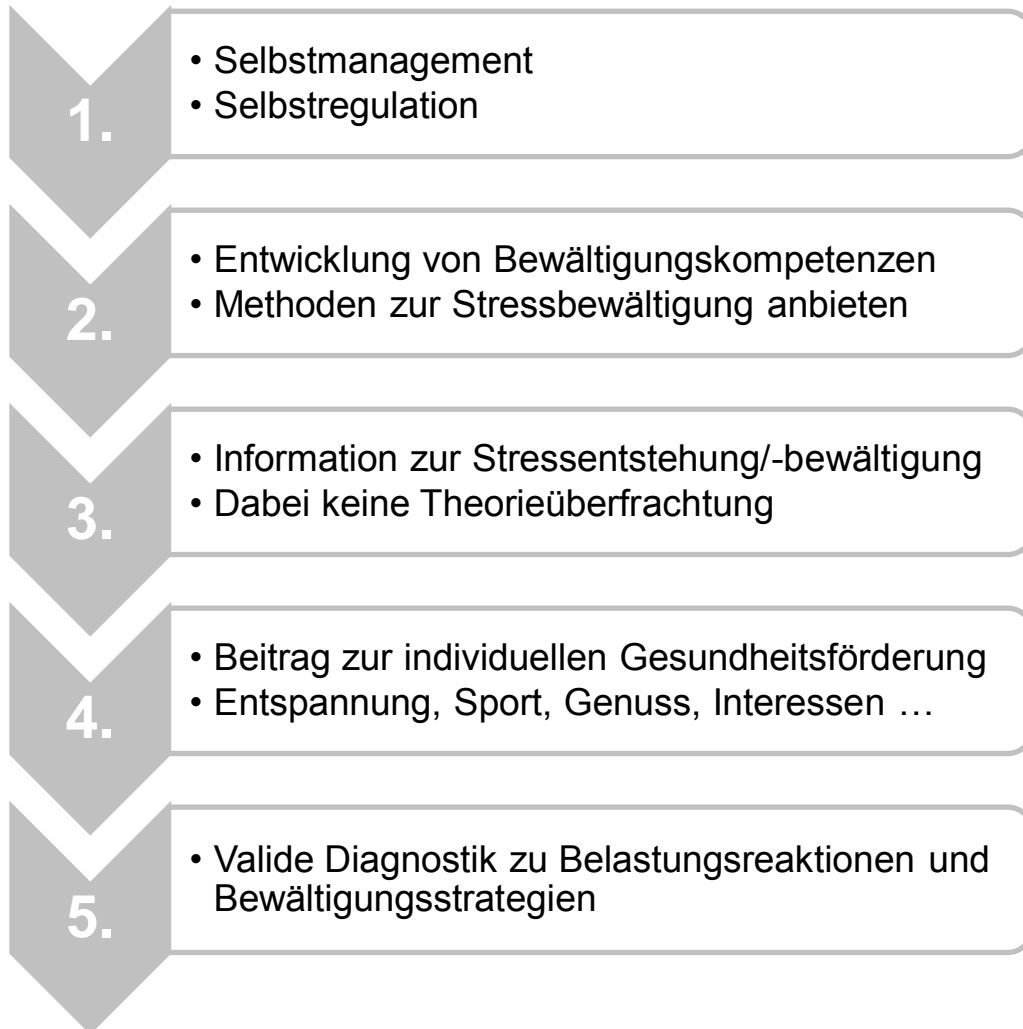 1.
• Selbstmanagement
• Selbstregulation
2.
• Entwicklung von Bewältigungskompetenzen
• Methoden zur Stressbewältigung anbieten
3.
• Information zur Stressentstehung/-bewältigung
• Dabei keine Theorieüberfrachtung
4.
• Beitrag zur individuellen Gesundheitsförderung
• Entspannung, Sport, Genuss, Interessen …
5.
• Valide Diagnostik zu Belastungsreaktionen und
Bewältigungsstrategien